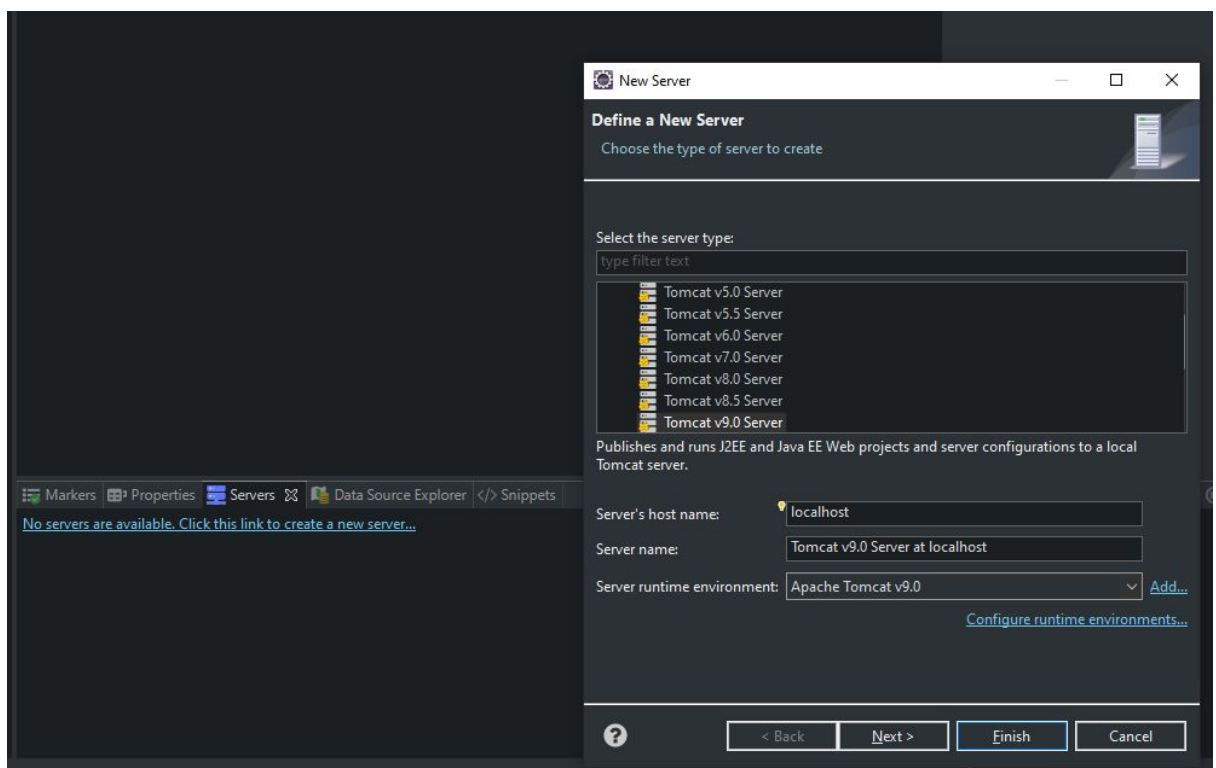 New Server
Define a New Server
Choose the type of server to create
Select the server type:
type filter text
Tomcat v5.0 Server
Tomcat v5.5 Server
Tomcat v6.0 Server
Tomcat v7.0 Server
Tomcat v8.0 Server
Tomcat v8.5 Server
Tomcat v9.0 Server
Publishes and runs J2EE and Java EE Web projects and server configurations to a local
Tomcat server.
Markers Properties Servers Data Source Explorer </> Snippets
No servers are available. Click this link to create a new server...
Server's host name: localhost
Server name: Tomcat v9.0 Server at localhost
Server runtime environment: Apache Tomcat v9.0 Add...
Configure runtime environments...
? < Back Next > Finish Cancel